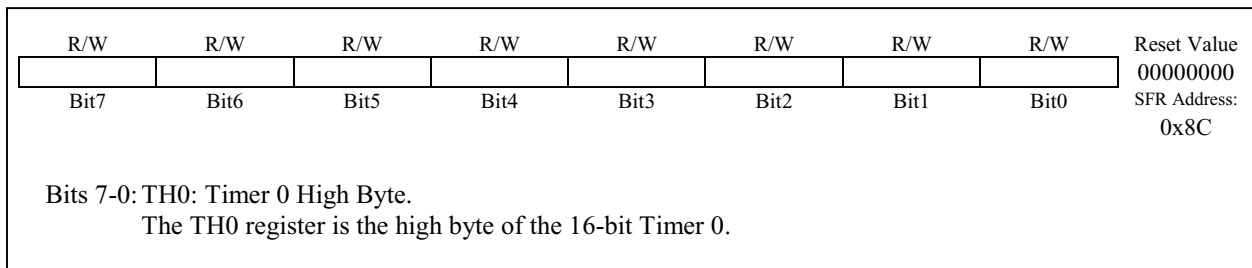 R/W R/W R/W R/W R/W R/W R/W R/W Reset Value
00000000
Bit7 Bit6 Bit5 Bit4 Bit3 Bit2 Bit1 Bit0 SFR Address:
0x8C
Bits 7-0: TH0: Timer 0 High Byte.
The TH0 register is the high byte of the 16-bit Timer 0.